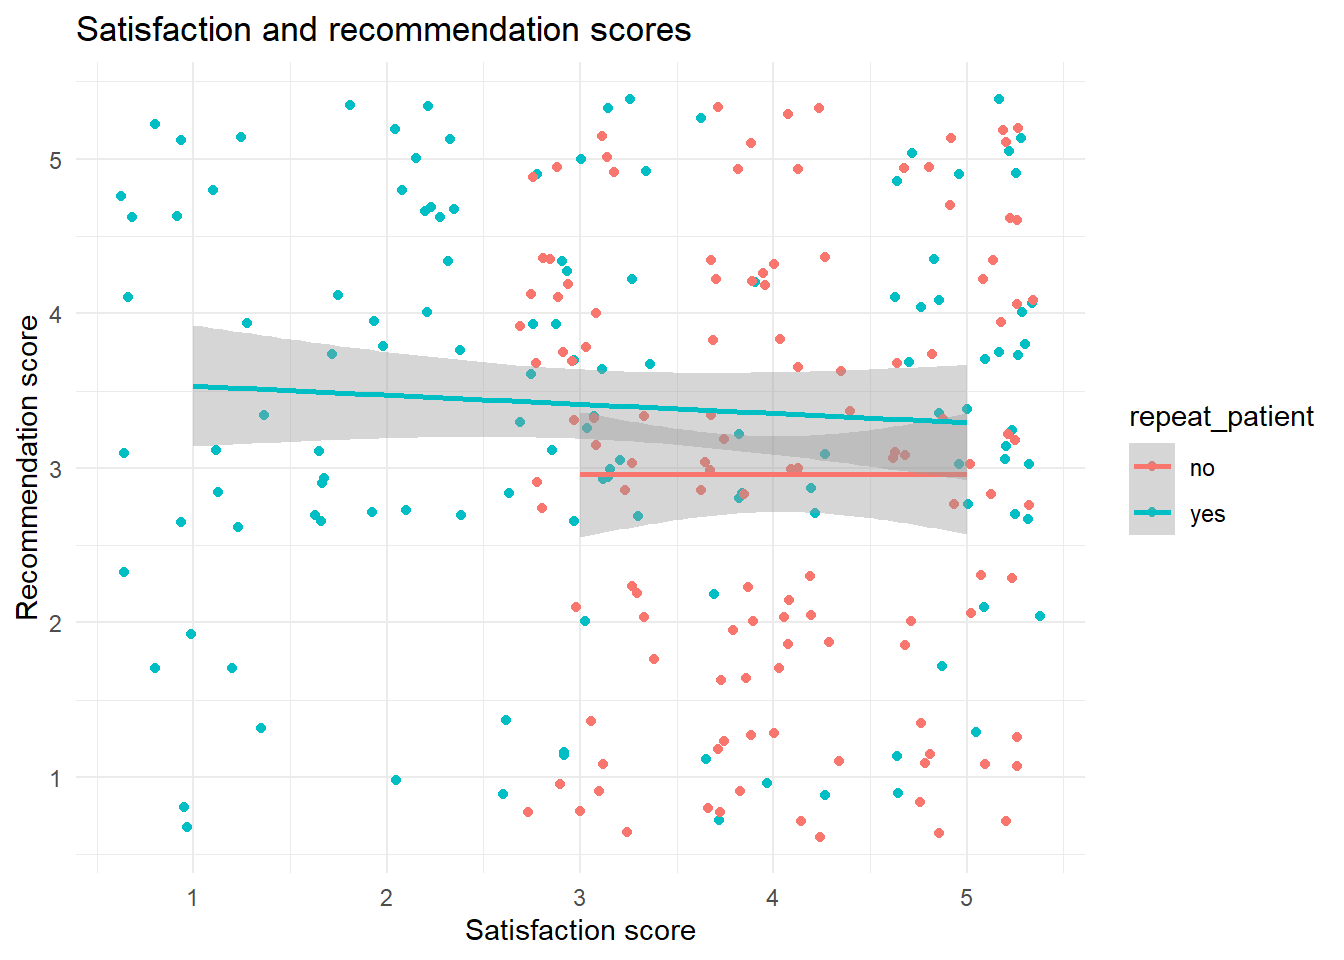 Satisfaction and recommendation scores
Recommendation score
5
4
3
2
1
1 2 3 4 5
Satisfaction score
repeat_patient
no
yes